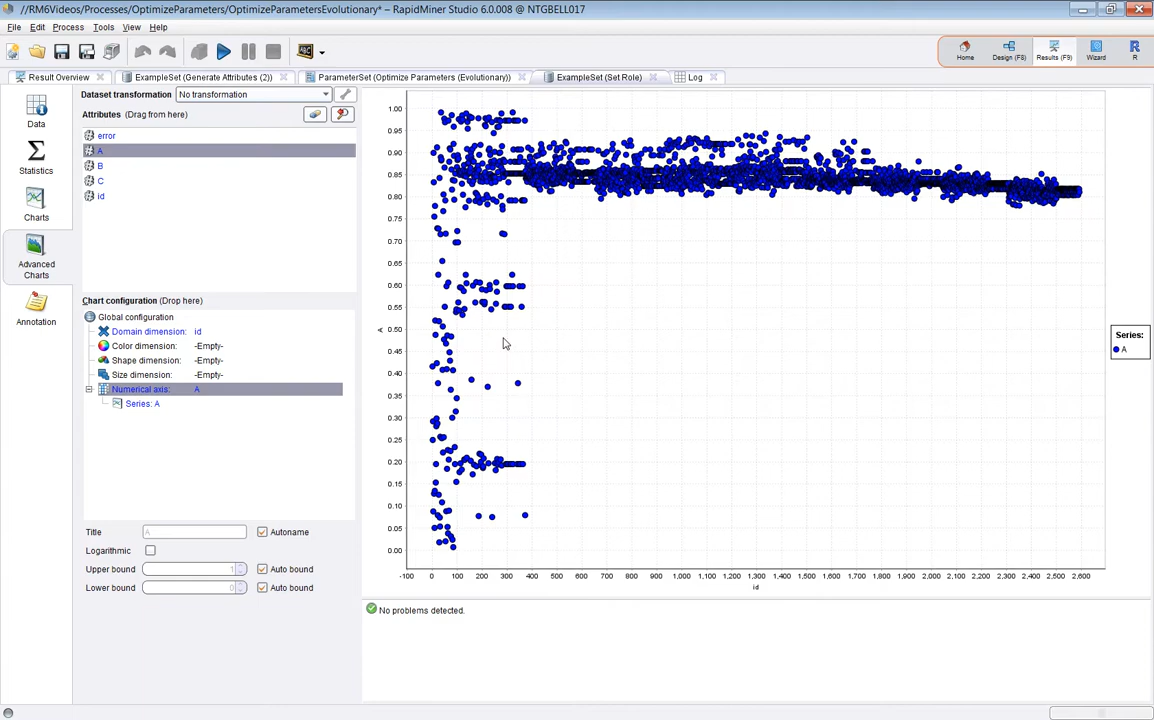 //RM6Videos/Processes/OptimizeParameters/OptimizePametersEvolutionary* – RapidMiner Studio 6.0.008 @ NTGBELL017
File Edit Process Tools View Help
Home Design (F8) Results (F9) Wizard R
Result Overview ExampleSet (Generate Attributes (2)) ParameterSet (Optimize Parameters (Evolutionary)) ExampleSet (Set Role) Log
Data
Statistics
Charts
Advanced Charts
Annotation
Dataset transformation: No transformation
Attributes (Drag from here)
error
A
B
C
id
Chart configuration (Drop here)
Global configuration
Domain dimension: id
Color dimension: -Empty-
Shape dimension: -Empty-
Size dimension: -Empty-
Numerical axis: A
Series: A
Title A Autoname
Logarithmic
Upper bound 1 Auto bound
Lower bound 0 Auto bound
1.00
0.95
0.90
0.85
0.80
0.75
0.70
0.65
0.60
0.55
0.50
0.45
0.40
0.35
0.30
0.25
0.20
0.15
0.10
0.05
0.00
A
-100 0 100 200 300 400 500 600 700 800 900 1,000 1,100 1,200 1,300 1,400 1,500 1,600 1,700 1,800 1,900 2,000 2,100 2,200 2,300 2,400 2,500 2,600
id
Series:
A
No problems detected.